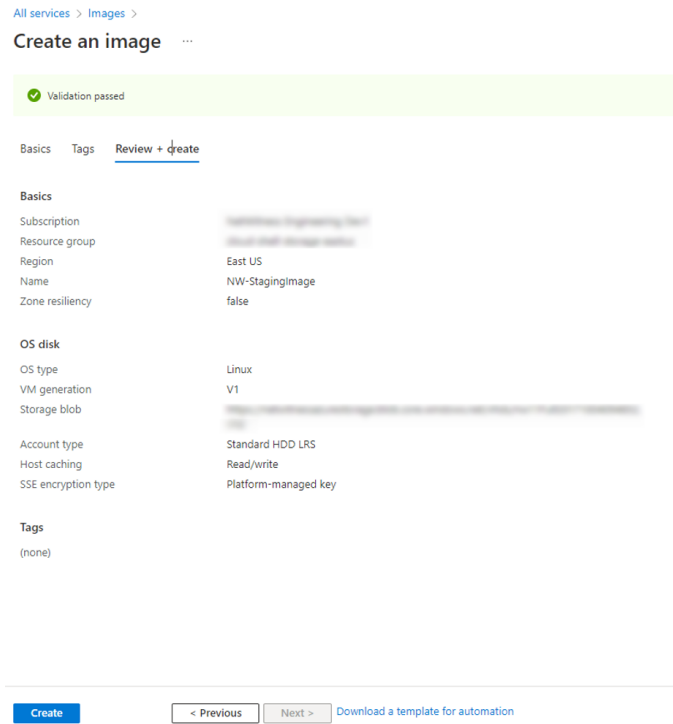 All services > Images >
Create an image ...
Validation passed
Basics Tags Review + create
Basics
Subscription
Resource group
Region East US
Name NW-StagingImage
Zone resiliency false
OS disk
OS type Linux
VM generation V1
Storage blob
Account type Standard HDD LRS
Host caching Read/write
SSE encryption type Platform-managed key
Tags
(none)
Create < Previous Next > Download a template for automation